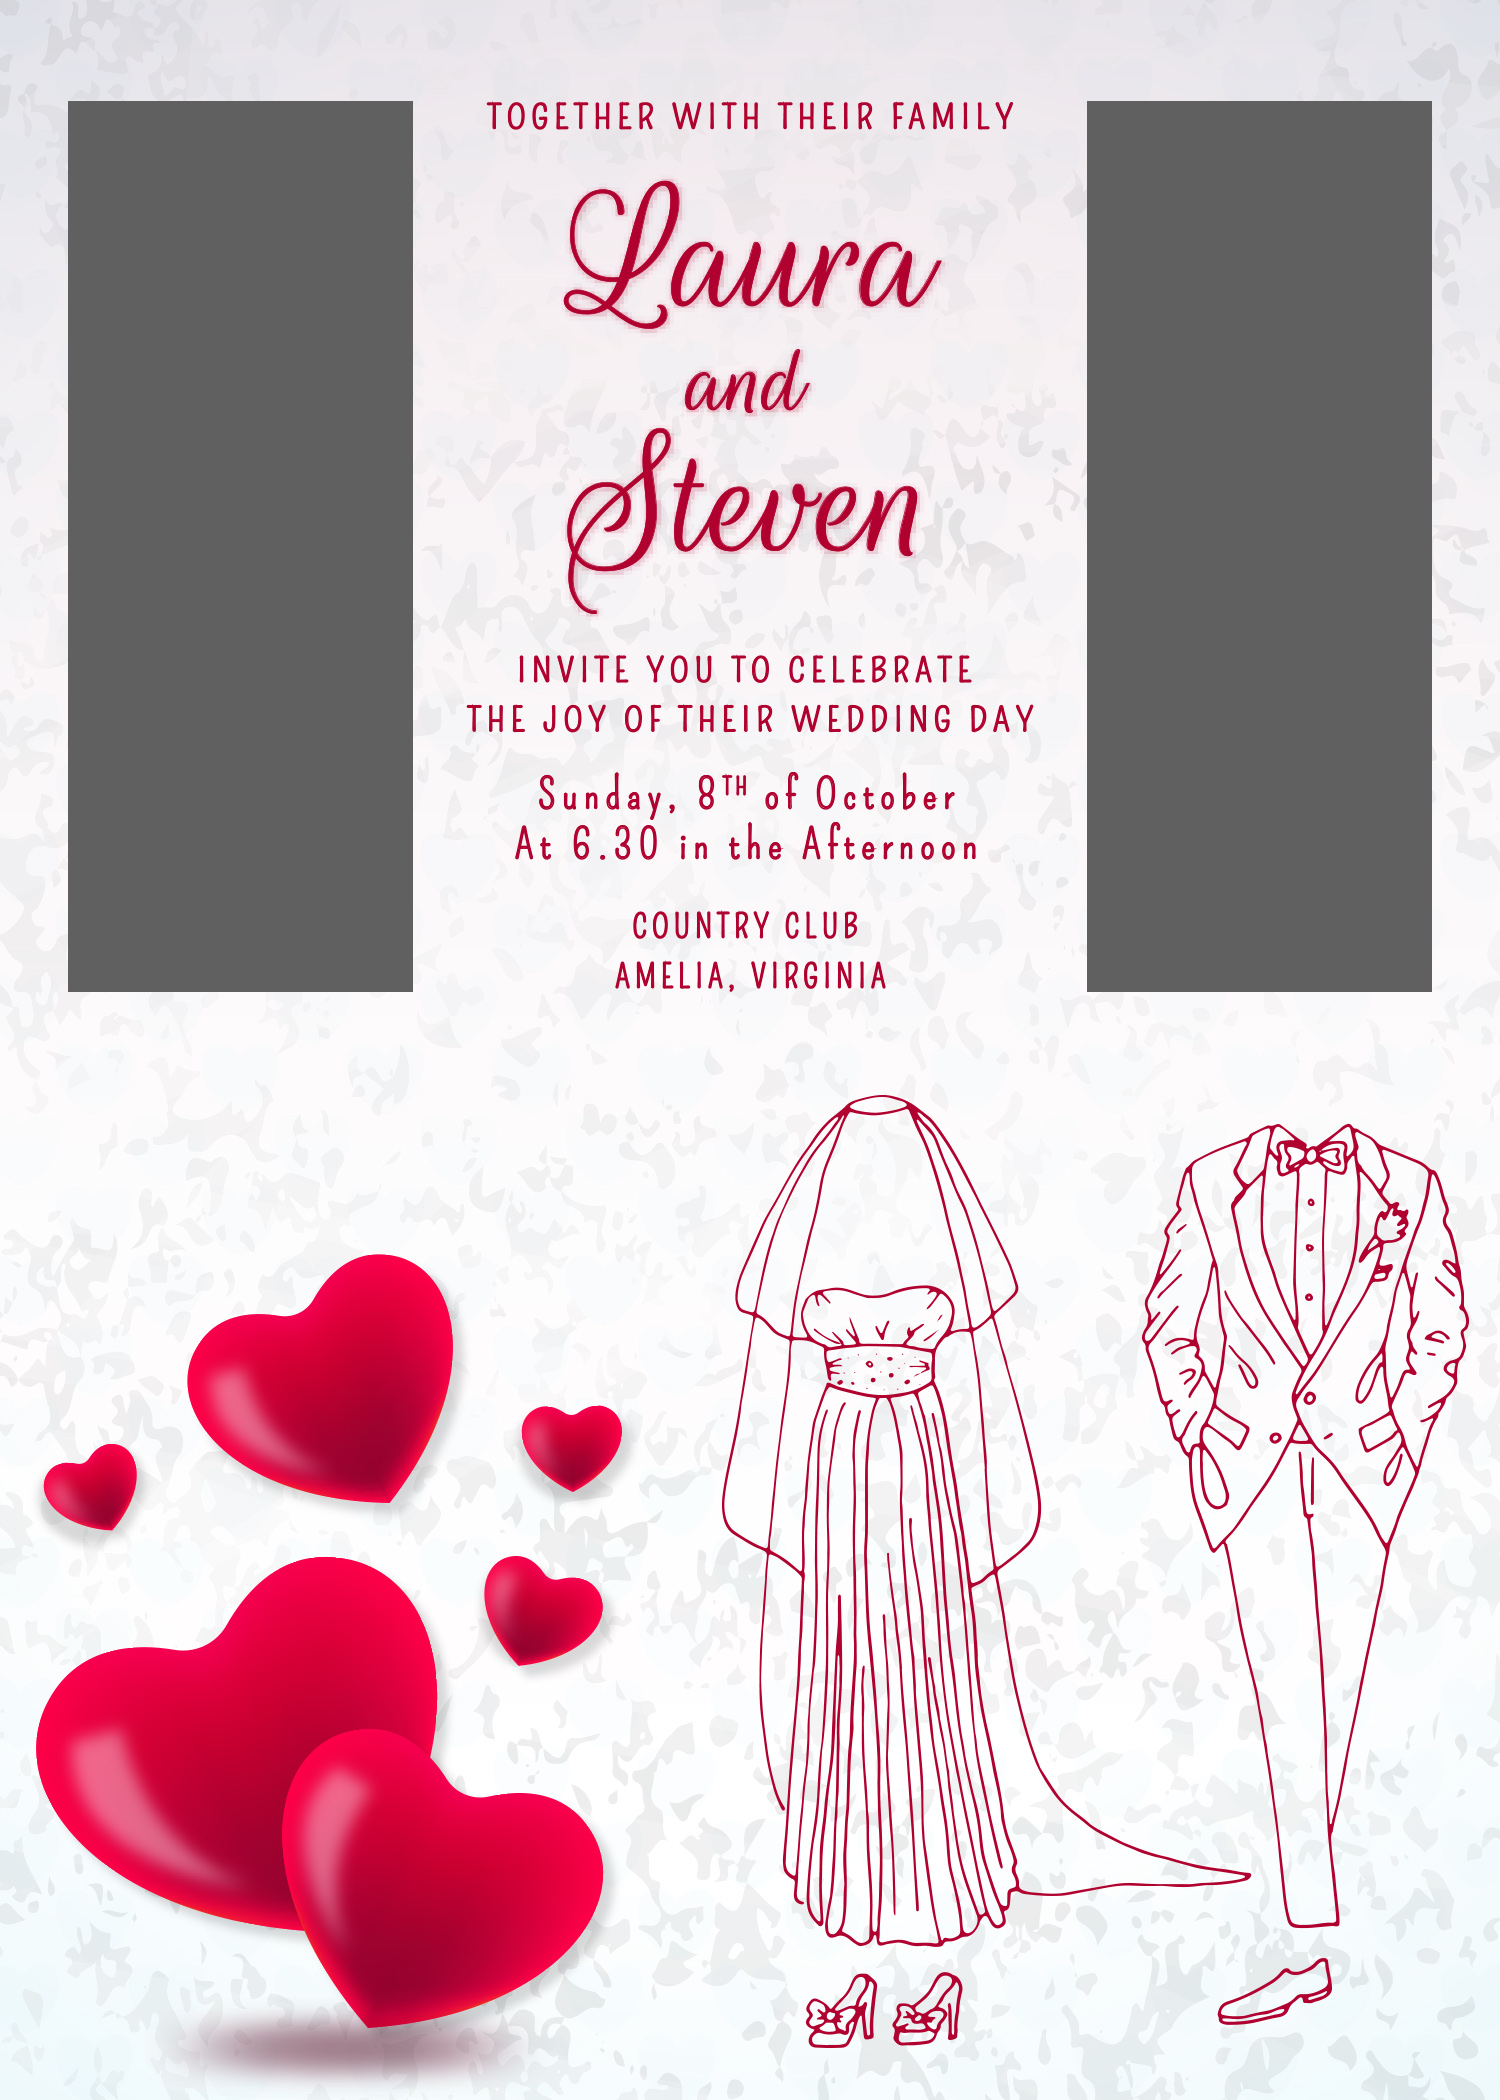 TOGETHER WITH THEIR FAMILY
Laura
and
Steven
INVITE YOU TO CELEBRATE
THE JOY OF THEIR WEDDING DAY
Sunday, 8TH of October
At 6.30 in the Afternoon
COUNTRY CLUB
AMELIA, VIRGINIA